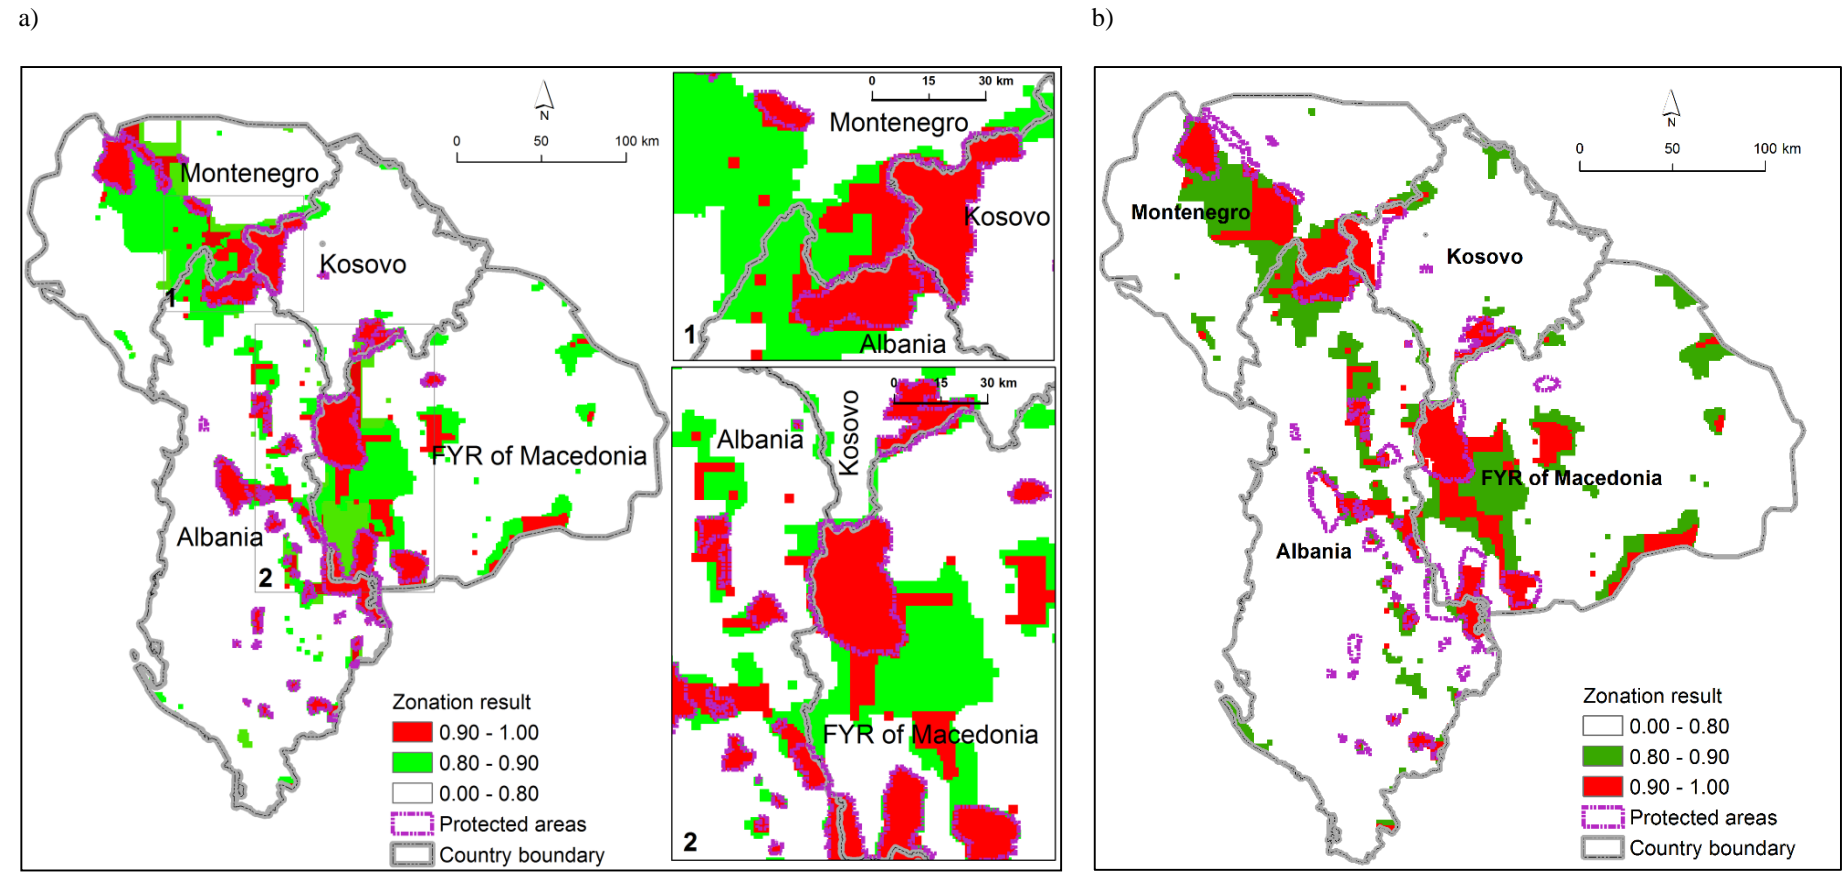 a)
b)
N
0 50 100 km
Montenegro
Kosovo
1
FYR of Macedonia
Albania
2
Zonation result
0.90 - 1.00
0.80 - 0.90
0.00 - 0.80
Protected areas
Country boundary
0 15 30 km
Montenegro
Kosovo
1
Albania
0 15 30 km
Albania
Kosovo
FYR of Macedonia
2
N
0 50 100 km
Montenegro
Kosovo
FYR of Macedonia
Albania
Zonation result
0.00 - 0.80
0.80 - 0.90
0.90 - 1.00
Protected areas
Country boundary